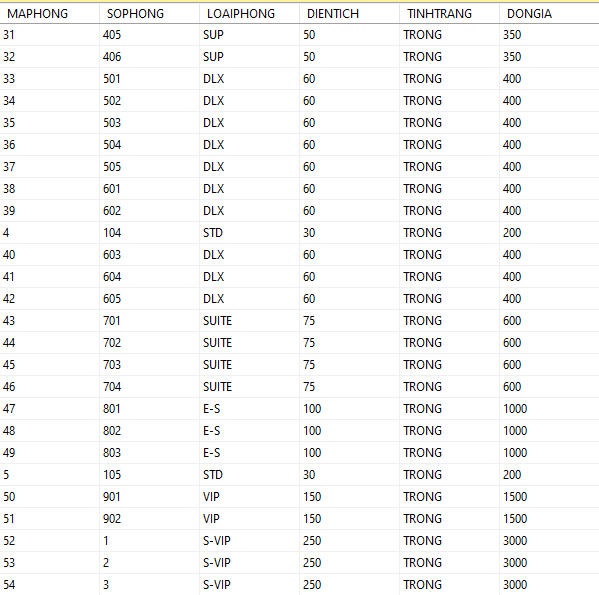 MAPHONG SOPHONG LOAIPHONG DIENTICH TINHTRANG DONGIA
31 405 SUP 50 TRONG 350
32 406 SUP 50 TRONG 350
33 501 DLX 60 TRONG 400
34 502 DLX 60 TRONG 400
35 503 DLX 60 TRONG 400
36 504 DLX 60 TRONG 400
37 505 DLX 60 TRONG 400
38 601 DLX 60 TRONG 400
39 602 DLX 60 TRONG 400
4 104 STD 30 TRONG 200
40 603 DLX 60 TRONG 400
41 604 DLX 60 TRONG 400
42 605 DLX 60 TRONG 400
43 701 SUITE 75 TRONG 600
44 702 SUITE 75 TRONG 600
45 703 SUITE 75 TRONG 600
46 704 SUITE 75 TRONG 600
47 801 E-S 100 TRONG 1000
48 802 E-S 100 TRONG 1000
49 803 E-S 100 TRONG 1000
5 105 STD 30 TRONG 200
50 901 VIP 150 TRONG 1500
51 902 VIP 150 TRONG 1500
52 1 S-VIP 250 TRONG 3000
53 2 S-VIP 250 TRONG 3000
54 3 S-VIP 250 TRONG 3000